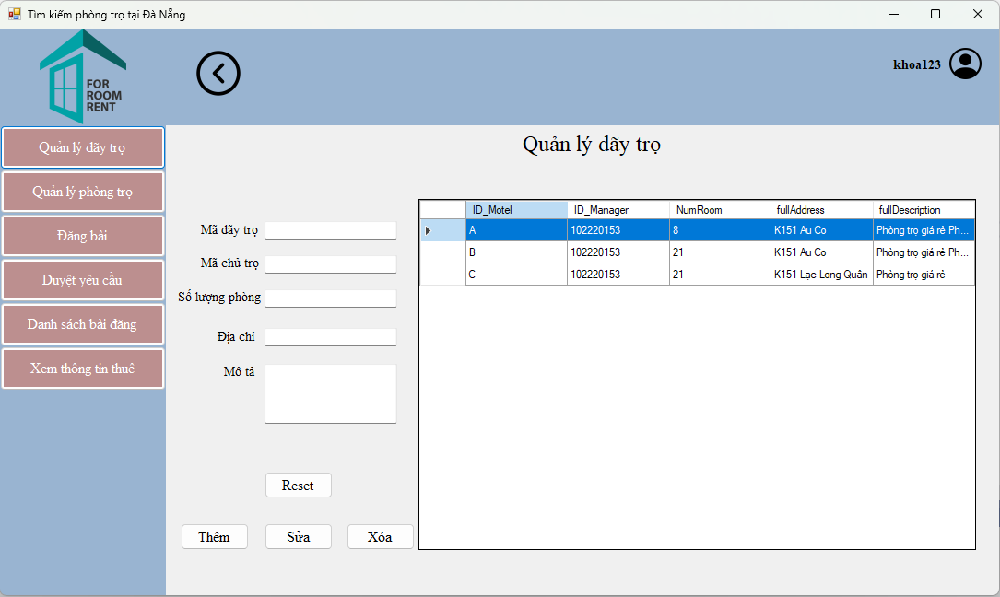 Tìm kiếm phòng trọ tại Đà Nẵng
FOR
ROOM
RENT
khoa123
Quản lý dãy trọ
Quản lý phòng trọ
Đăng bài
Duyệt yêu cầu
Danh sách bài đăng
Xem thông tin thuê
Quản lý dãy trọ
Mã dãy trọ
Mã chủ trọ
Số lượng phòng
Địa chỉ
Mô tả
Reset
Thêm Sửa Xóa
ID_Motel ID_Manager NumRoom fullAddress fullDescription
A 102220153 8 K151 Au Co Phòng trọ giá rẻ Ph...
B 102220153 21 K151 Au Co Phòng trọ giá rẻ Ph...
C 102220153 21 K151 Lạc Long Quân Phòng trọ giá rẻ